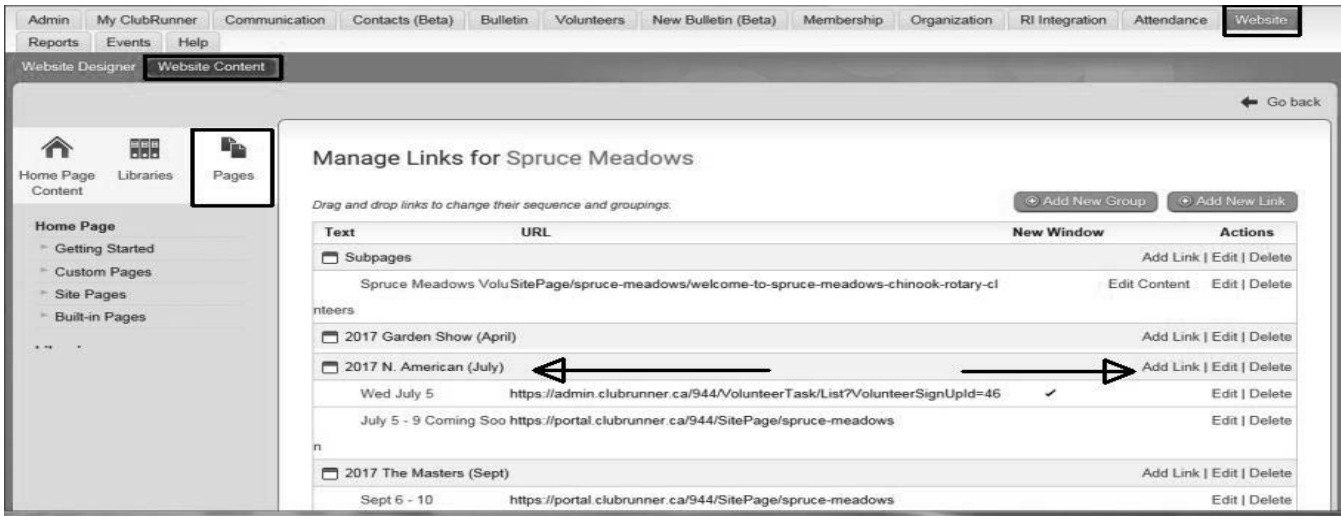 Admin My ClubRunner Communication Contacts (Beta) Bulletin Volunteers New Bulletin (Beta) Membership Organization RI Integration Attendance Website
Reports Events Help
Website Designer Website Content
Go back
Home Page Content Libraries Pages
Manage Links for Spruce Meadows
Drag and drop links to change their sequence and groupings.
Add New Group Add New Link
Home Page
Getting Started
Custom Pages
Site Pages
Built-in Pages
Text URL New Window Actions
Subpages Add Link | Edit | Delete
Spruce Meadows Volu SitePage/spruce-meadows/welcome-to-spruce-meadows-chinook-rotary-cl Edit Content Edit | Delete
nteers
2017 Garden Show (April) Add Link | Edit | Delete
2017 N. American (July) Add Link | Edit | Delete
Wed July 5 https://admin.clubrunner.ca/944/VolunteerTask/List?VolunteerSignUpId=46 Edit | Delete
July 5 - 9 Coming Soo https://portal.clubrunner.ca/944/SitePage/spruce-meadows Edit | Delete
n
2017 The Masters (Sept) Add Link | Edit | Delete
Sept 6 - 10 https://portal.clubrunner.ca/944/SitePage/spruce-meadows Edit | Delete